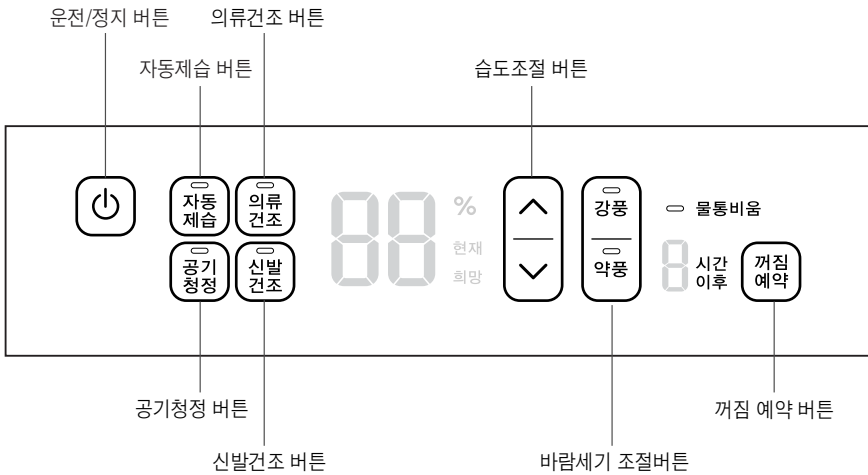 운전/정지 버튼
의류건조 버튼
자동제습 버튼
습도조절 버튼
자동
제습
의류
건조
공기
청정
신발
건조
88
%
현재
희망
강풍
약풍
물통비움
8
시간
이후
꺼짐
예약
공기청정 버튼
꺼짐 예약 버튼
신발건조 버튼
바람세기 조절버튼